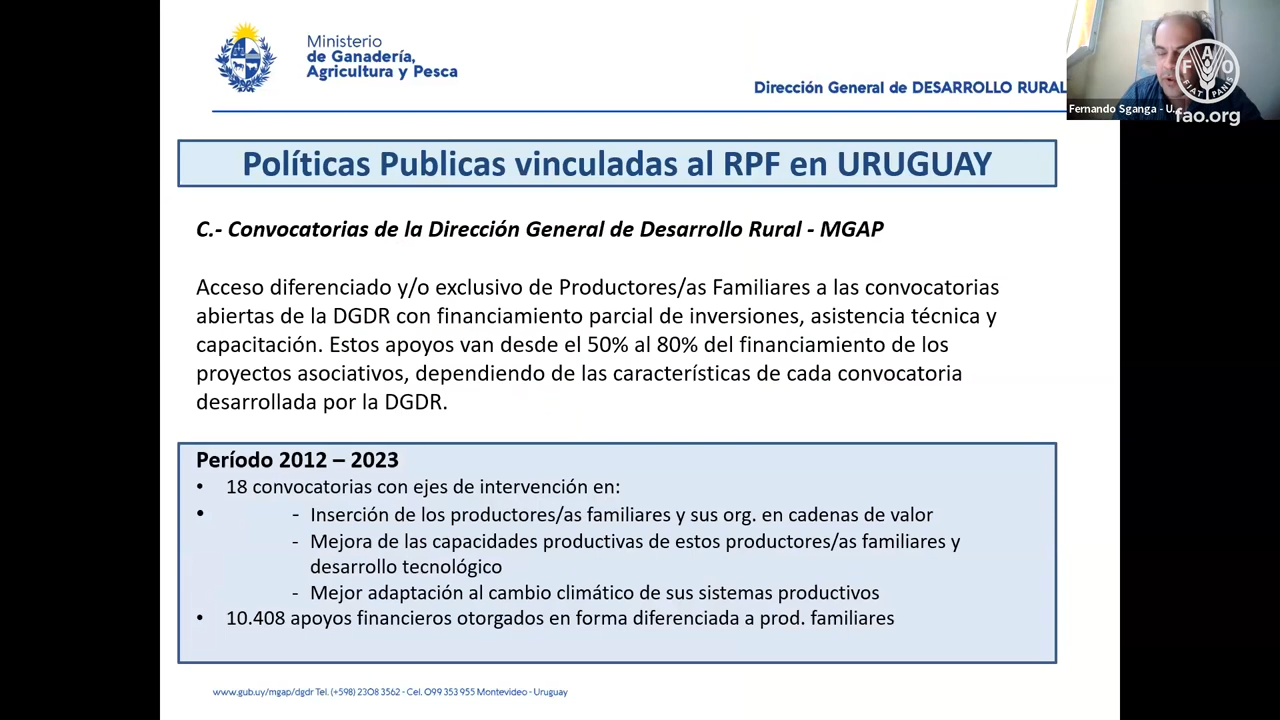 Ministerio
de Ganadería,
Agricultura y Pesca
Dirección General de DESARROLLO RURAL
FAO
FIAT PANIS
Fernando Sganga - U...
fao.org
Políticas Publicas vinculadas al RPF en URUGUAY
C.- Convocatorias de la Dirección General de Desarrollo Rural - MGAP
Acceso diferenciado y/o exclusivo de Productores/as Familiares a las convocatorias
abiertas de la DGDR con financiamiento parcial de inversiones, asistencia técnica y
capacitación. Estos apoyos van desde el 50% al 80% del financiamiento de los
proyectos asociativos, dependiendo de las características de cada convocatoria
desarrollada por la DGDR.
Período 2012 – 2023
• 18 convocatorias con ejes de intervención en:
• - Inserción de los productores/as familiares y sus org. en cadenas de valor
- Mejora de las capacidades productivas de estos productores/as familiares y
desarrollo tecnológico
- Mejor adaptación al cambio climático de sus sistemas productivos
• 10.408 apoyos financieros otorgados en forma diferenciada a prod. familiares
www.gub.uy/mgap/dgdr Tel. (+598) 2308 3562 - Cel. 099 353 955 Montevideo - Uruguay